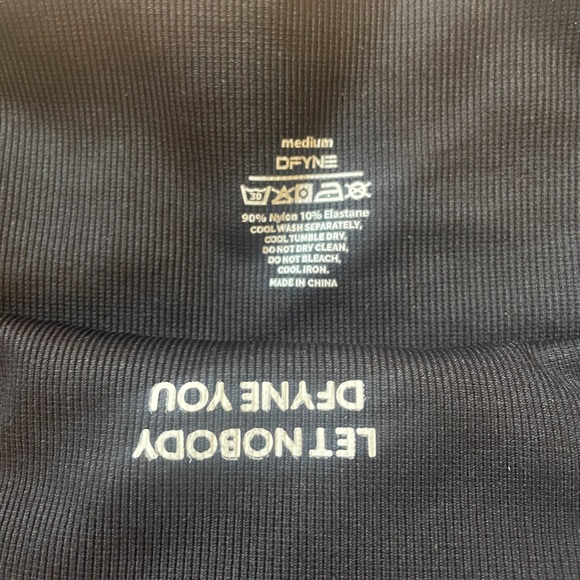 medium
DFYNE
30
90% Nylon 10% Elastane
COOL WASH SEPARATELY,
COOL TUMBLE DRY,
DO NOT DRY CLEAN,
DO NOT BLEACH,
COOL IRON.
MADE IN CHINA
LET NOBODY
DFYNE YOU